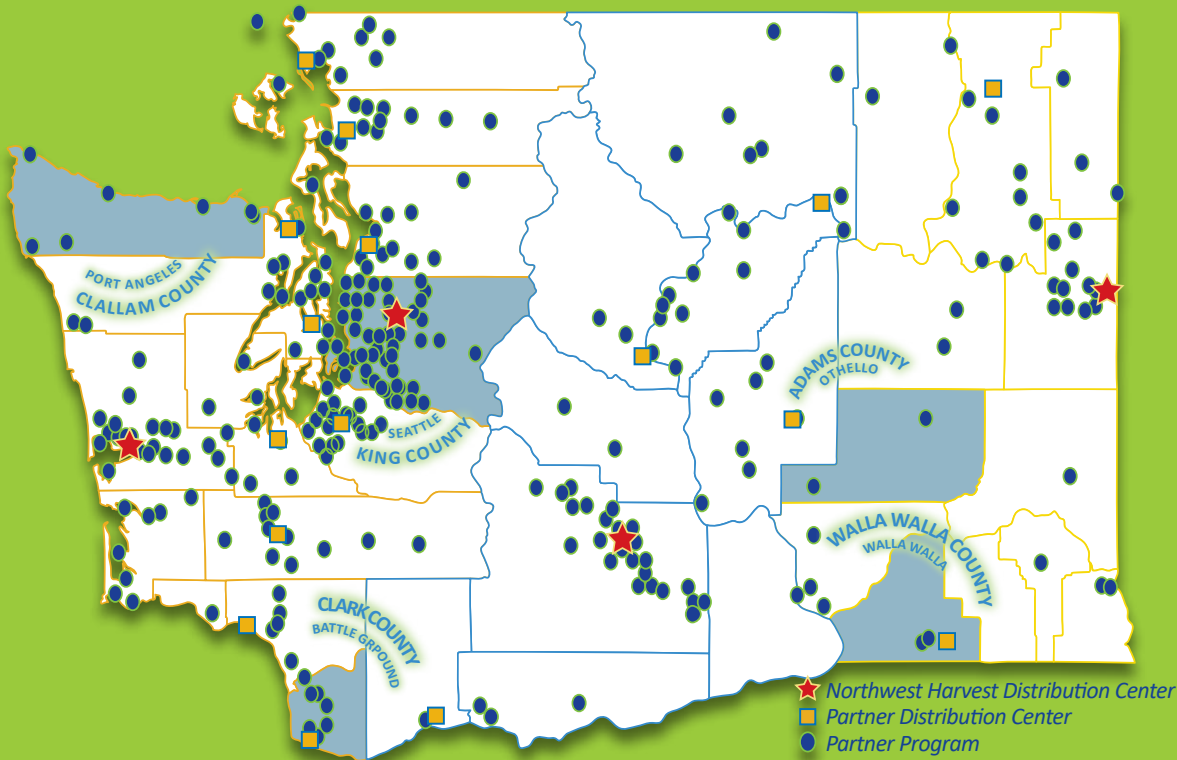 PORT ANGELES
CLALLAM COUNTY
ADAMS COUNTY
OTHELLO
SEATTLE
KING COUNTY
WALLA WALLA COUNTY
WALLA WALLA
CLARK COUNTY
BATTLE GRPOUND
Northwest Harvest Distribution Center
Partner Distribution Center
Partner Program